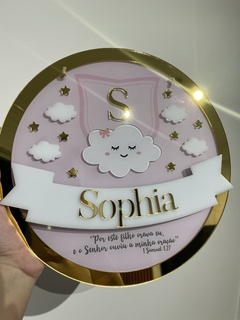 S
Sophia
"Por este filho orava eu,
e o Senhor ouviu a minha oração"
1 Samuel 1:27